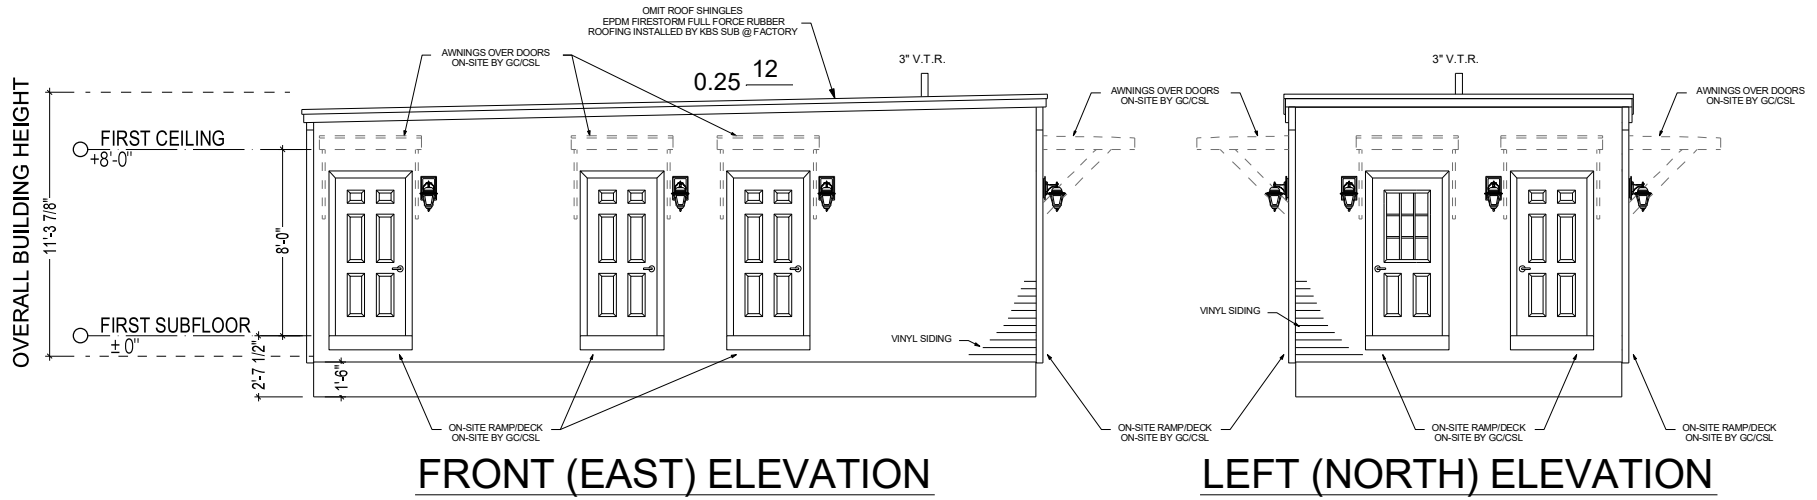 OMIT ROOF SHINGLES
EPDM FIRESTORM FULL FORCE RUBBER
ROOFING INSTALLED BY KBS SUB @ FACTORY
AWNINGS OVER DOORS
ON-SITE BY GC/CSL
12
0.25
3" V.T.R.
AWNINGS OVER DOORS
ON-SITE BY GC/CSL
3" V.T.R.
AWNINGS OVER DOORS
ON-SITE BY GC/CSL
OVERALL BUILDING HEIGHT
11'-3 7/8"
FIRST CEILING
+8'-0"
8'-0"
FIRST SUBFLOOR
± 0"
2'-7 1/2"
1'-6"
VINYL SIDING
VINYL SIDING
ON-SITE RAMP/DECK
ON-SITE BY GC/CSL
ON-SITE RAMP/DECK
ON-SITE BY GC/CSL
ON-SITE RAMP/DECK
ON-SITE BY GC/CSL
ON-SITE RAMP/DECK
ON-SITE BY GC/CSL
FRONT (EAST) ELEVATION
LEFT (NORTH) ELEVATION